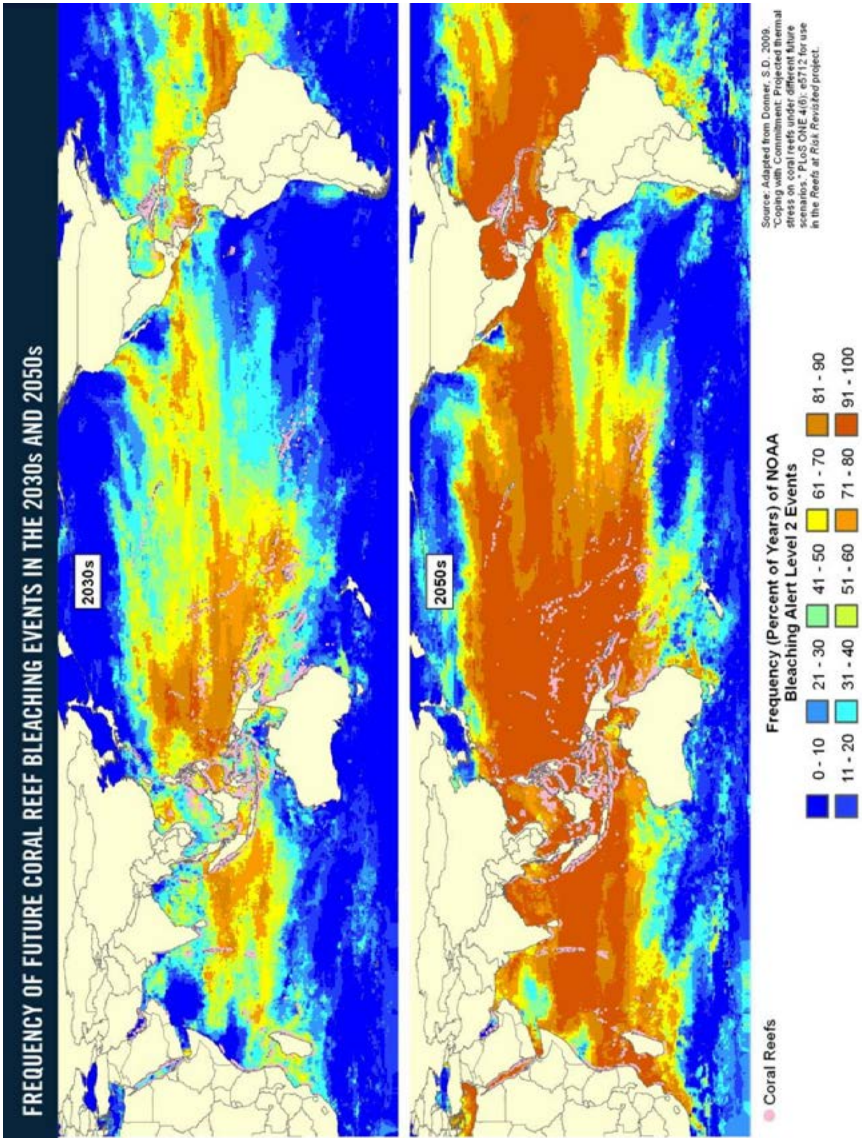 FREQUENCY OF FUTURE CORAL REEF BLEACHING EVENTS IN THE 2030s AND 2050s
2030s
2050s
Coral Reefs
Frequency (Percent of Years) of NOAA
Bleaching Alert Level 2 Events
0 - 10
21 - 30
41 - 50
61 - 70
81 - 90
11 - 20
31 - 40
51 - 60
71 - 80
91 - 100
Source: Adapted from Donner, S.D. 2009.
"Coping with Commitment: Projected thermal
stress on coral reefs under different future
scenarios." PLoS ONE 4(6): e5712 for use
in the Reefs at Risk Revisited project.